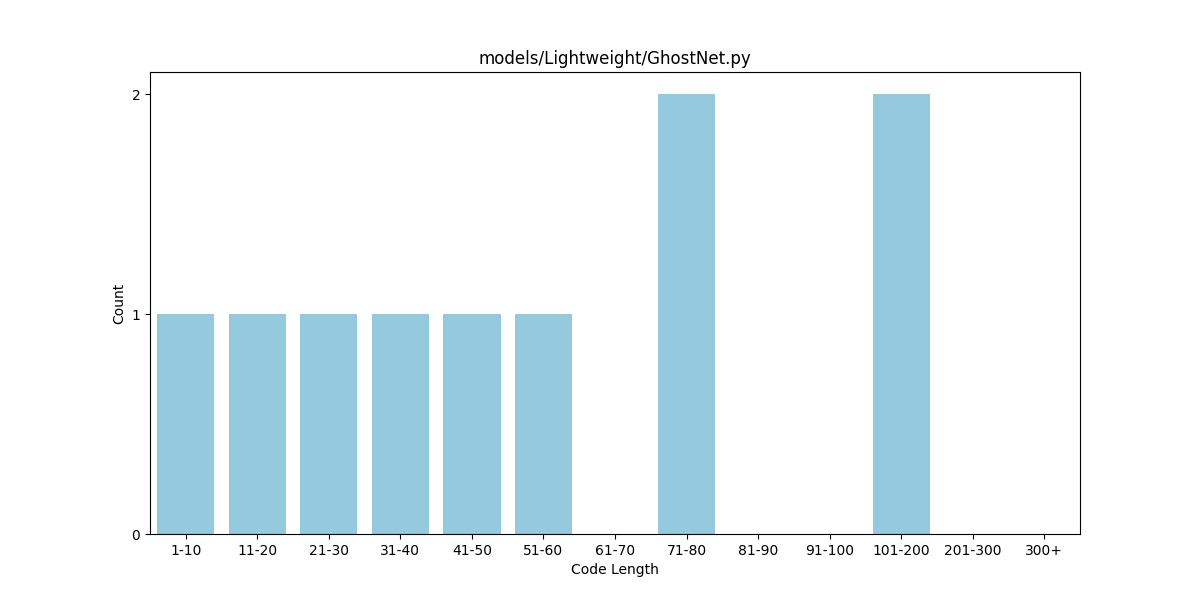 models/Lightweight/GhostNet.py
Count
2
1
0
1-10 11-20 21-30 31-40 41-50 51-60 61-70 71-80 81-90 91-100 101-200 201-300 300+
Code Length